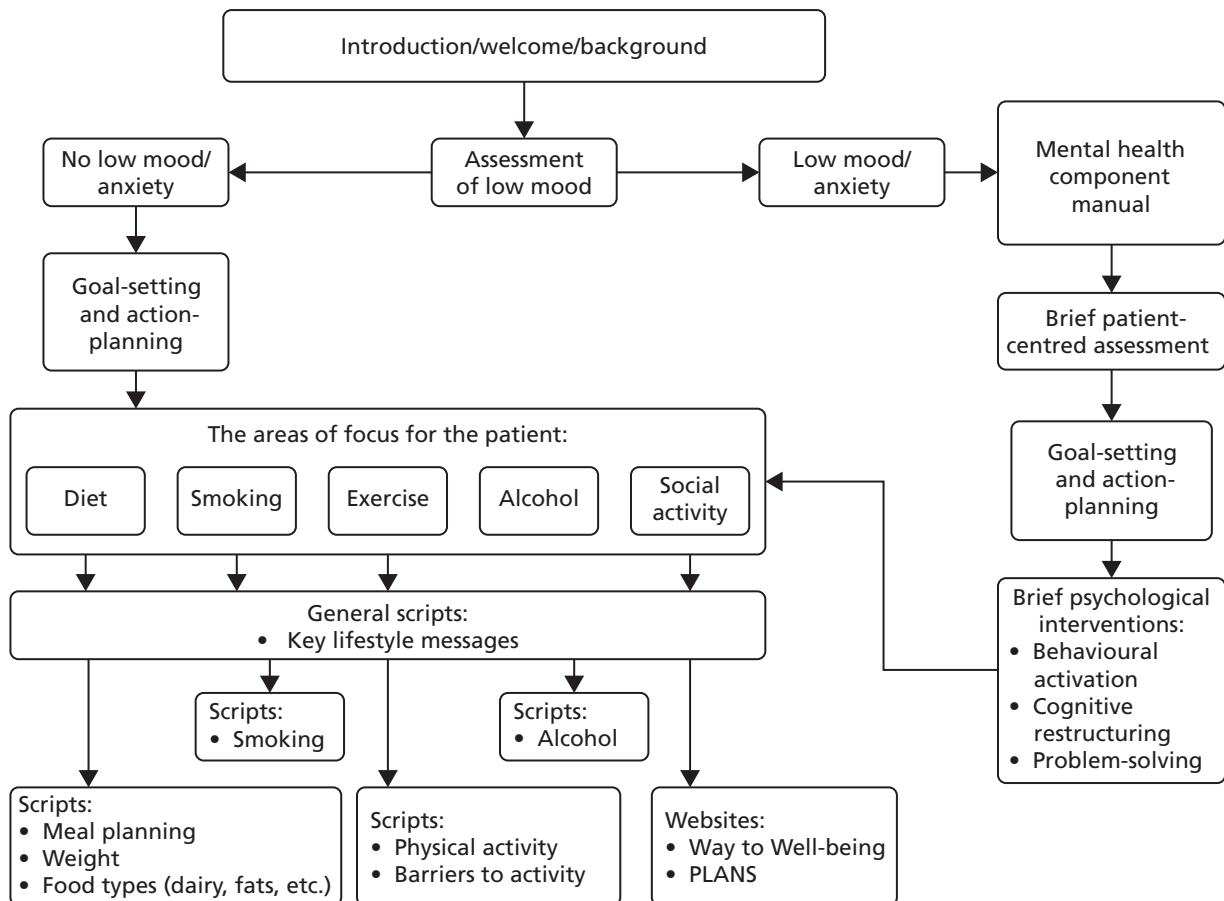 Introduction/welcome/background
No low mood/
anxiety
Assessment
of low mood
Low mood/
anxiety
Mental health
component
manual
Goal-setting
and action-
planning
Brief patient-
centred assessment
The areas of focus for the patient:
Diet
Smoking
Exercise
Alcohol
Social
activity
Goal-setting
and action-
planning
General scripts:
• Key lifestyle messages
Brief psychological
interventions:
• Behavioural
activation
• Cognitive
restructuring
• Problem-solving
Scripts:
• Smoking
Scripts:
• Alcohol
Scripts:
• Meal planning
• Weight
• Food types (dairy, fats, etc.)
Scripts:
• Physical activity
• Barriers to activity
Websites:
• Way to Well-being
• PLANS